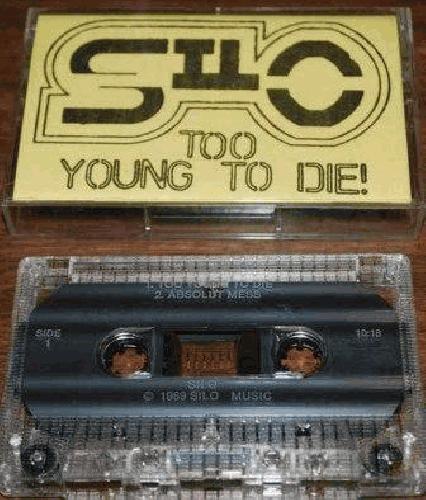 SILO
TOO
YOUNG TO DIE!
1. TOO YOUNG TO DIE
2. ABSOLUT MESS
SIDE
1
10:18
SILO
© 1989 SILO MUSIC